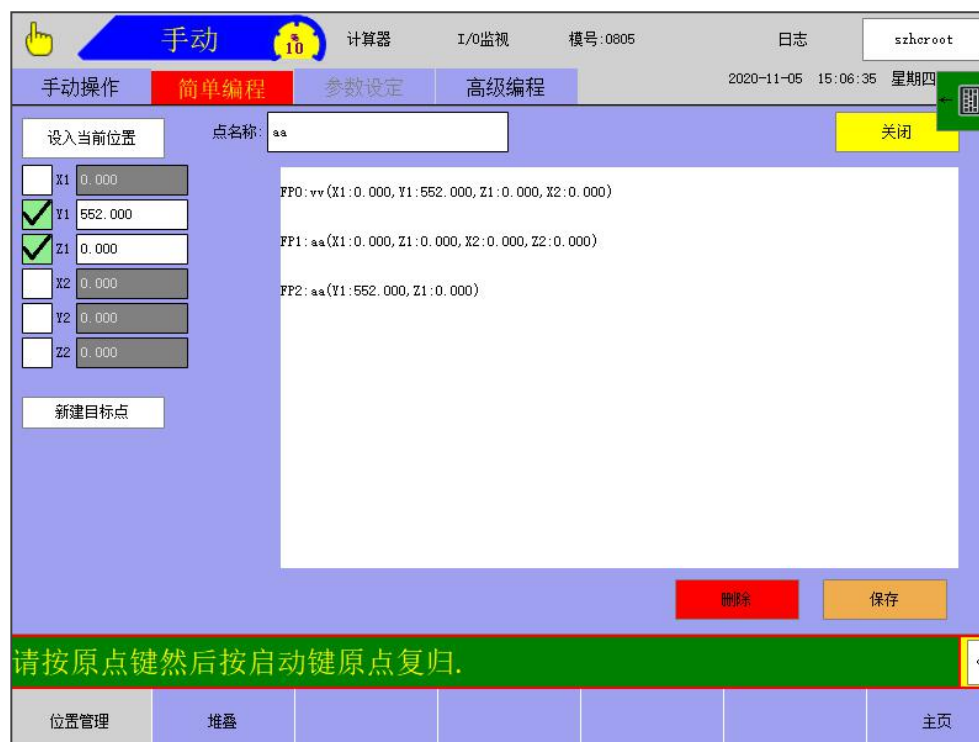 手动 % 10 计算器 I/O监视 模号:0805 日志 szhcroot
手动操作 简单编程 参数设定 高级编程 2020-11-05 15:06:35 星期四
设入当前位置 点名称: aa 关闭
X1 0.000
Y1 552.000
Z1 0.000
X2 0.000
Y2 0.000
Z2 0.000
新建目标点
FP0:vv(X1:0.000,Y1:552.000,Z1:0.000,X2:0.000)
FP1:aa(X1:0.000,Z1:0.000,X2:0.000,Z2:0.000)
FP2:aa(Y1:552.000,Z1:0.000)
删除 保存
请按原点键然后按启动键原点复归.
位置管理 堆叠 主页